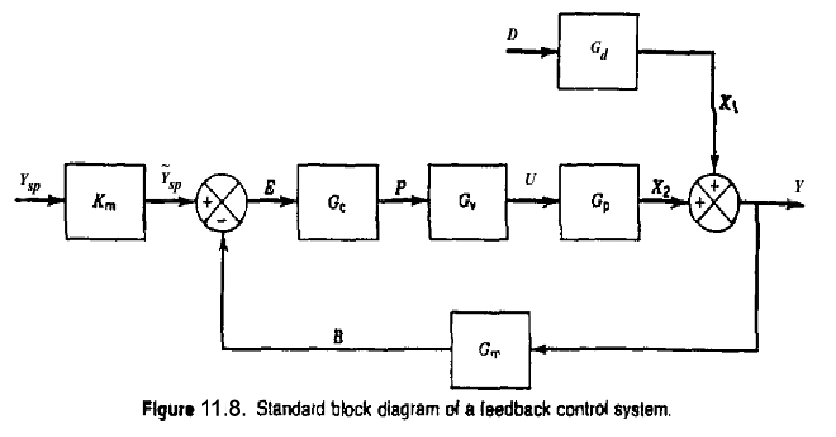 D
G_d
X_1
Y_sp
K_m
Ỹ_sp
+
-
E
G_c
P
G_v
U
G_p
X_2
+
+
Y
B
G_m
Figure 11.8. Standard block diagram of a feedback control system.